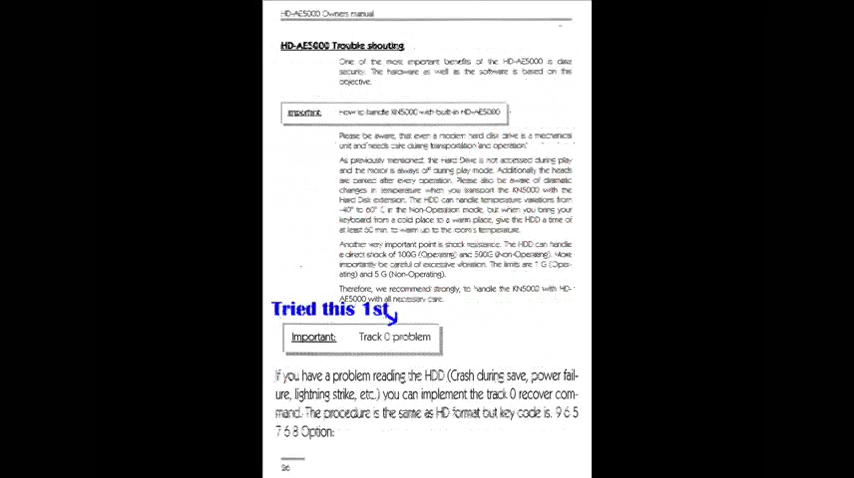 HD-AE5000 Owners manual
HD-AE5000 Trouble shouting
One of the most important benefits of the HD-AE5000 is data
security. The hardware as well as the software is based on this
objective.
Important: How to handle KN5000 with built-in HD-AE5000
Please be aware, that even a modern hard disk drive is a mechanical
unit and needs care during transportation and operation.
As previously mentioned, the Hard Drive is not accessed during play
and the motor is always off during play mode. Additionally the heads
are parked after every operation. Please also be aware of dramatic
changes in temperature when you transport the KN5000 with the
Hard Disk extension. The HDD can handle temperature variations from
-40° to 60° C in the Non-Operation mode, but when you bring your
keyboard from a cold place to a warm place, give the HDD a time of
at least 60 min. to warm up to the room's temperature.
Another very important point is shock resistance. The HDD can handle
a direct shock of 100G (Operating) and 500G (Non-Operating). More
importantly be careful of excessive vibration. The limits are 1 G (Oper-
ating) and 5 G (Non-Operating).
Therefore, we recommend strongly, to handle the KN5000 with HD-
AE5000 with all necessary care.
Tried this 1st
Important: Track 0 problem
If you have a problem reading the HDD (Crash during save, power fail-
ure, lightning strike, etc.) you can implement the track 0 recover com-
mand. The procedure is the same as HD format but key code is. 9 6 5
7 6 8 Option: